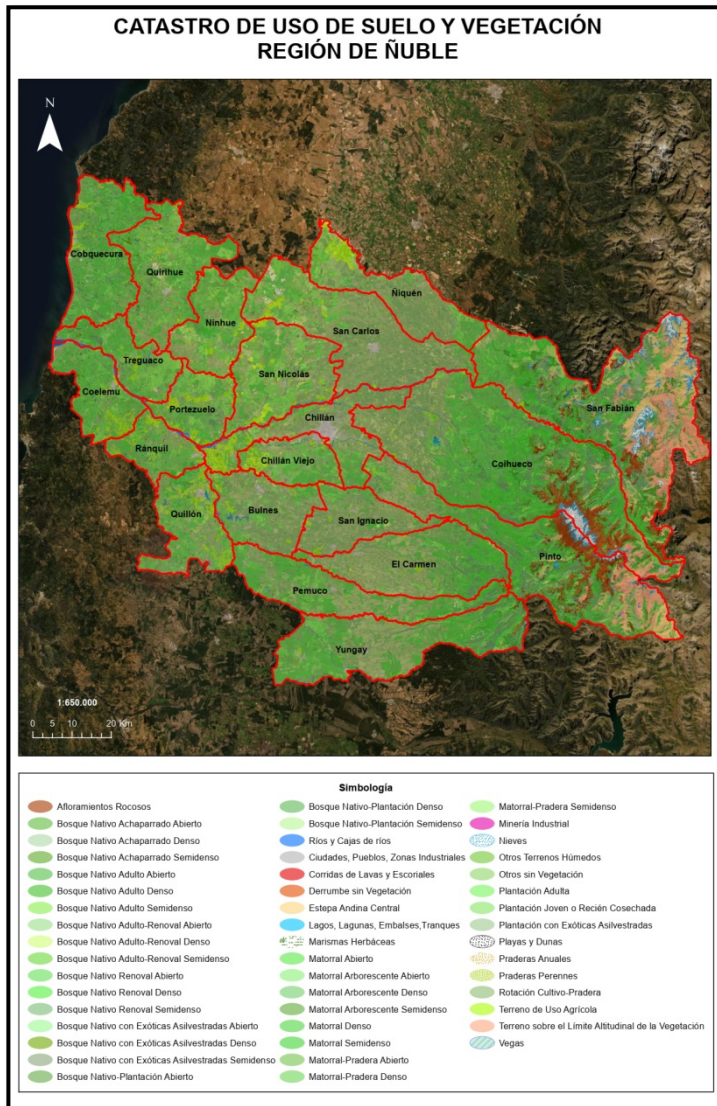 CATASTRO DE USO DE SUELO Y VEGETACIÓN
REGIÓN DE ÑUBLE
N
Cobquecura
Quirihue
Ninhue
Ñiquén
San Carlos
San Fabián
Treguaco
San Nicolás
Coelemu
Portezuelo
Chillán
Ránquil
Chillán Viejo
Coihueco
Quillón
Bulnes
San Ignacio
Pinto
El Carmen
Pemuco
Yungay
1:650.000
0 5 10 20 Km
Simbología
Afloramientos Rocosos
Bosque Nativo Achaparrado Abierto
Bosque Nativo Achaparrado Denso
Bosque Nativo Achaparrado Semidenso
Bosque Nativo Adulto Abierto
Bosque Nativo Adulto Denso
Bosque Nativo Adulto Semidenso
Bosque Nativo Adulto-Renoval Abierto
Bosque Nativo Adulto-Renoval Denso
Bosque Nativo Adulto-Renoval Semidenso
Bosque Nativo Renoval Abierto
Bosque Nativo Renoval Denso
Bosque Nativo Renoval Semidenso
Bosque Nativo con Exóticas Asilvestradas Abierto
Bosque Nativo con Exóticas Asilvestradas Denso
Bosque Nativo con Exóticas Asilvestradas Semidenso
Bosque Nativo-Plantación Abierto
Bosque Nativo-Plantación Denso
Bosque Nativo-Plantación Semidenso
Ríos y Cajas de ríos
Ciudades, Pueblos, Zonas Industriales
Corridas de Lavas y Escoriales
Derrumbe sin Vegetación
Estepa Andina Central
Lagos, Lagunas, Embalses,Tranques
Marismas Herbáceas
Matorral Abierto
Matorral Arborescente Abierto
Matorral Arborescente Denso
Matorral Arborescente Semidenso
Matorral Denso
Matorral Semidenso
Matorral-Pradera Abierto
Matorral-Pradera Denso
Matorral-Pradera Semidenso
Minería Industrial
Nieves
Otros Terrenos Húmedos
Otros sin Vegetación
Plantación Adulta
Plantación Joven o Recién Cosechada
Plantación con Exóticas Asilvestradas
Playas y Dunas
Praderas Anuales
Praderas Perennes
Rotación Cultivo-Pradera
Terreno de Uso Agrícola
Terreno sobre el Límite Altitudinal de la Vegetación
Vegas